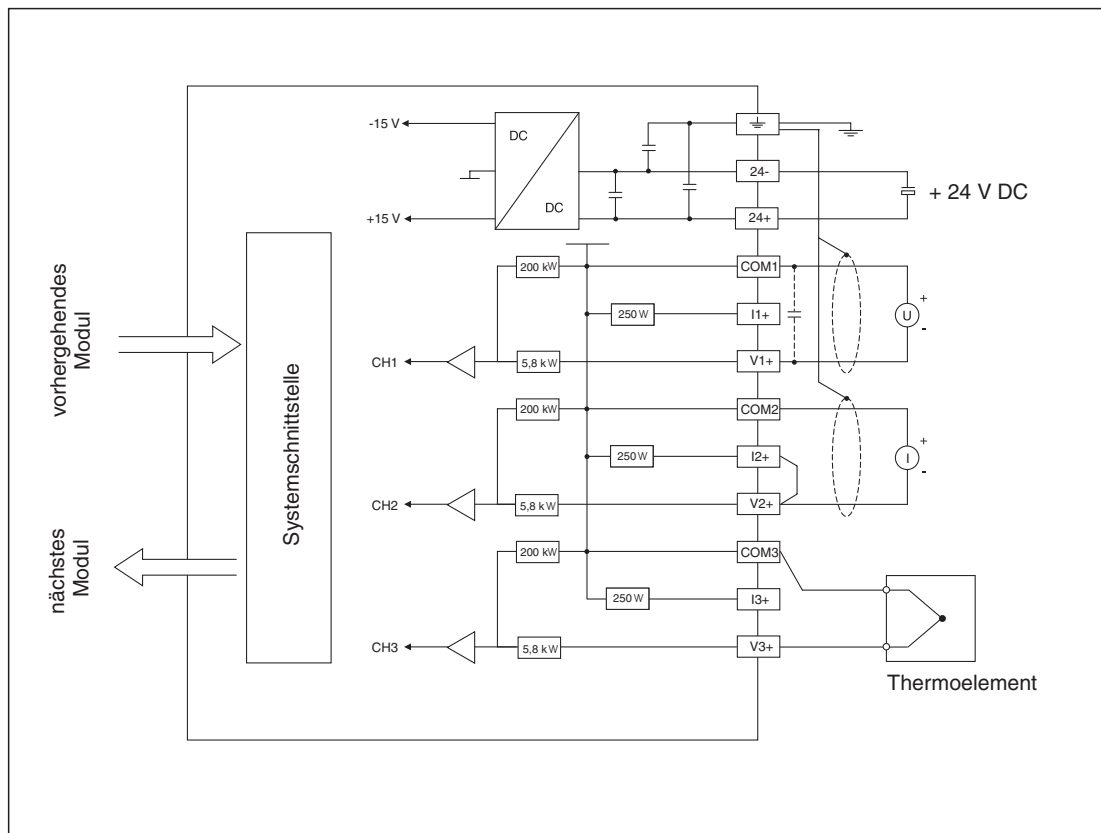 -15 V
DC
DC
+15 V
24-
24+
+ 24 V DC
vorhergehendes
Modul
nächstes
Modul
Systemschnittstelle
200 kW
COM1
250 W
I1+
U
+
-
CH1
5,8 kW
V1+
200 kW
COM2
250 W
I2+
I
+
-
CH2
5,8 kW
V2+
200 kW
COM3
250 W
I3+
CH3
5,8 kW
V3+
Thermoelement